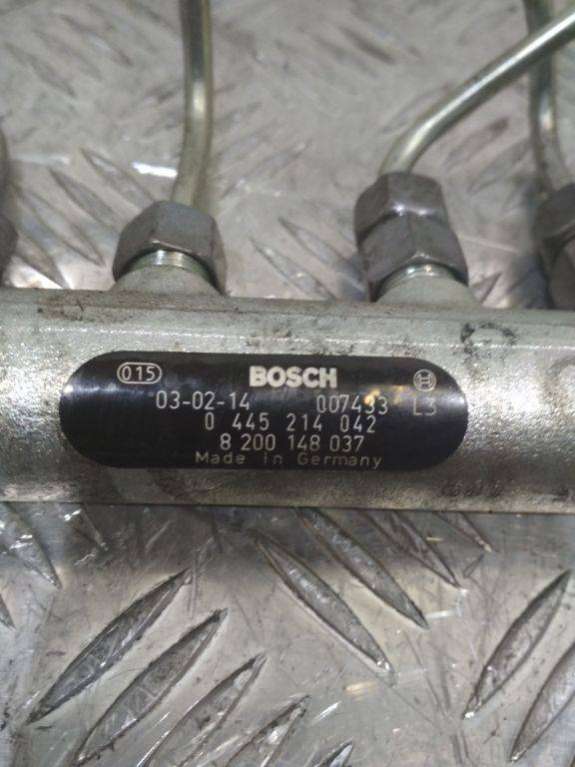 015 BOSCH
03-02-14 007433 L3
0 445 214 042
8 200 148 037
Made in Germany